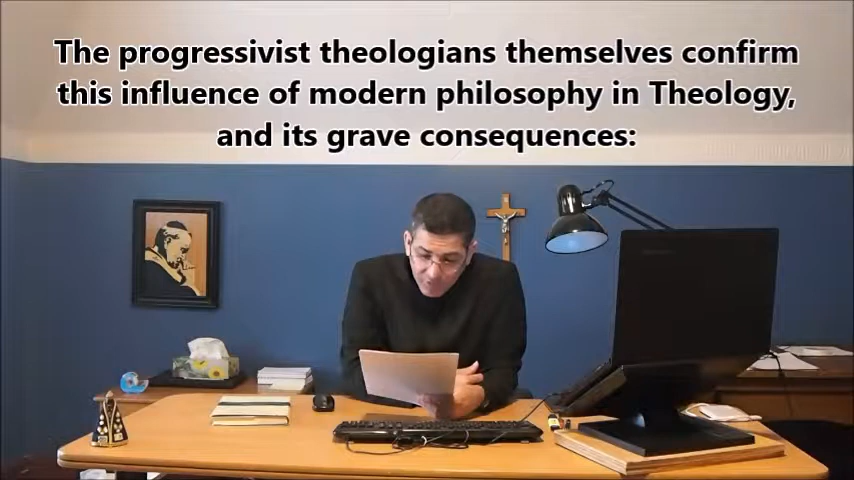 The progressivist theologians themselves confirm
this influence of modern philosophy in Theology,
and its grave consequences: